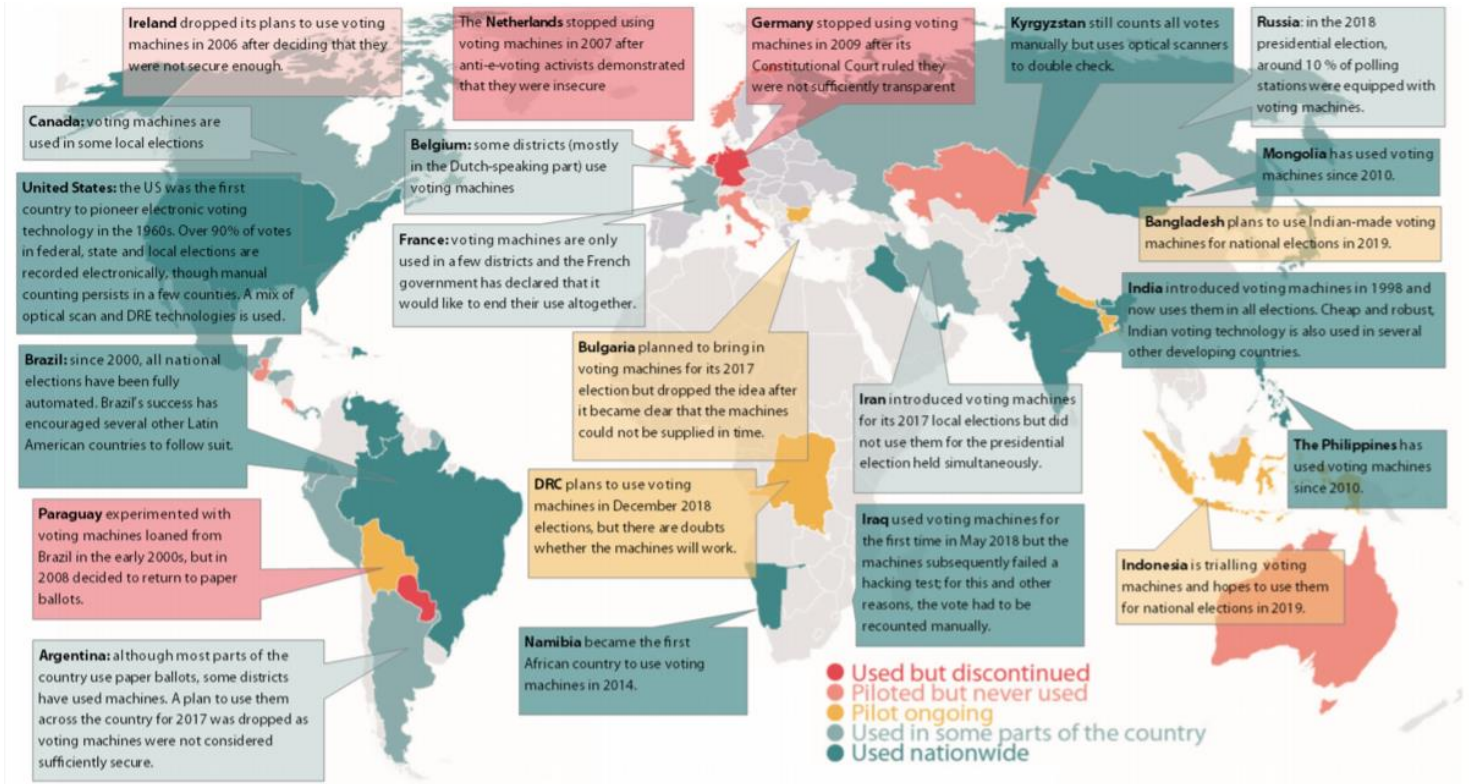 Ireland dropped its plans to use voting
machines in 2006 after deciding that they
were not secure enough.
The Netherlands stopped using
voting machines in 2007 after
anti-e-voting activists demonstrated
that they were insecure
Germany stopped using voting
machines in 2009 after its
Constitutional Court ruled they
were not sufficiently transparent
Kyrgyzstan still counts all votes
manually but uses optical scanners
to double check.
Russia: in the 2018
presidential election,
around 10 % of polling
stations were equipped with
voting machines.
Canada: voting machines are
used in some local elections
Belgium: some districts (mostly
in the Dutch-speaking part) use
voting machines
Mongolia has used voting
machines since 2010.
United States: the US was the first
country to pioneer electronic voting
technology in the 1960s. Over 90% of votes
in federal, state and local elections are
recorded electronically, though manual
counting persists in a few counties. A mix of
optical scan and DRE technologies is used.
France: voting machines are only
used in a few districts and the French
government has declared that it
would like to end their use altogether.
Bangladesh plans to use Indian-made voting
machines for national elections in 2019.
India introduced voting machines in 1998 and
now uses them in all elections. Cheap and robust,
Indian voting technology is also used in several
other developing countries.
Brazil: since 2000, all national
elections have been fully
automated. Brazil's success has
encouraged several other Latin
American countries to follow suit.
Bulgaria planned to bring in
voting machines for its 2017
election but dropped the idea after
it became clear that the machines
could not be supplied in time.
Iran introduced voting machines
for its 2017 local elections but did
not use them for the presidential
election held simultaneously.
The Philippines has
used voting machines
since 2010.
Paraguay experimented with
voting machines loaned from
Brazil in the early 2000s, but in
2008 decided to return to paper
ballots.
DRC plans to use voting
machines in December 2018
elections, but there are doubts
whether the machines will work.
Iraq used voting machines for
the first time in May 2018 but the
machines subsequently failed a
hacking test; for this and other
reasons, the vote had to be
recounted manually.
Indonesia is trialling voting
machines and hopes to use them
for national elections in 2019.
Argentina: although most parts of the
country use paper ballots, some districts
have used machines. A plan to use them
across the country for 2017 was dropped as
voting machines were not considered
sufficiently secure.
Namibia became the first
African country to use voting
machines in 2014.
Used but discontinued
Piloted but never used
Pilot ongoing
Used in some parts of the country
Used nationwide